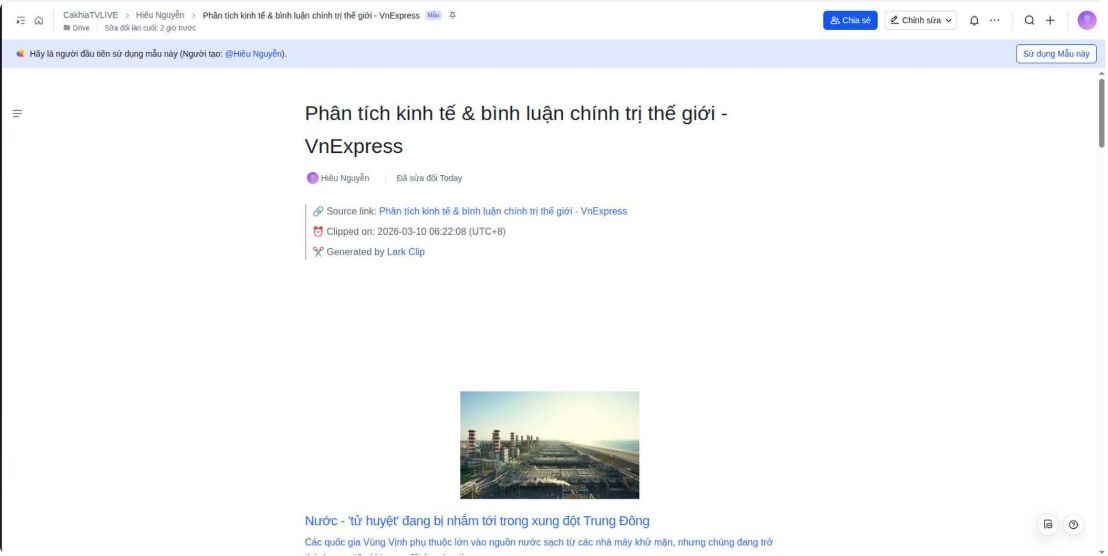 CakhiaTVLIVE > Hiêu Nguyễn > Phân tích kinh tế & bình luận chính trị thế giới - VnExpress Mẫu
Drive Sửa đổi lần cuối: 2 giờ trước
Chia sẻ
Chỉnh sửa
Hãy là người đầu tiên sử dụng mẫu này (Người tạo: @Hiêu Nguyễn).
Sử dụng Mẫu này
Phân tích kinh tế & bình luận chính trị thế giới -
VnExpress
Hiêu Nguyễn Đã sửa đổi Today
Source link: Phân tích kinh tế & bình luận chính trị thế giới - VnExpress
Clipped on: 2026-03-10 06:22:08 (UTC+8)
Generated by Lark Clip
Nước - 'tử huyệt' đang bị nhắm tới trong xung đột Trung Đông
Các quốc gia Vùng Vịnh phụ thuộc lớn vào nguồn nước sạch từ các nhà máy khử mặn, nhưng chúng đang trở